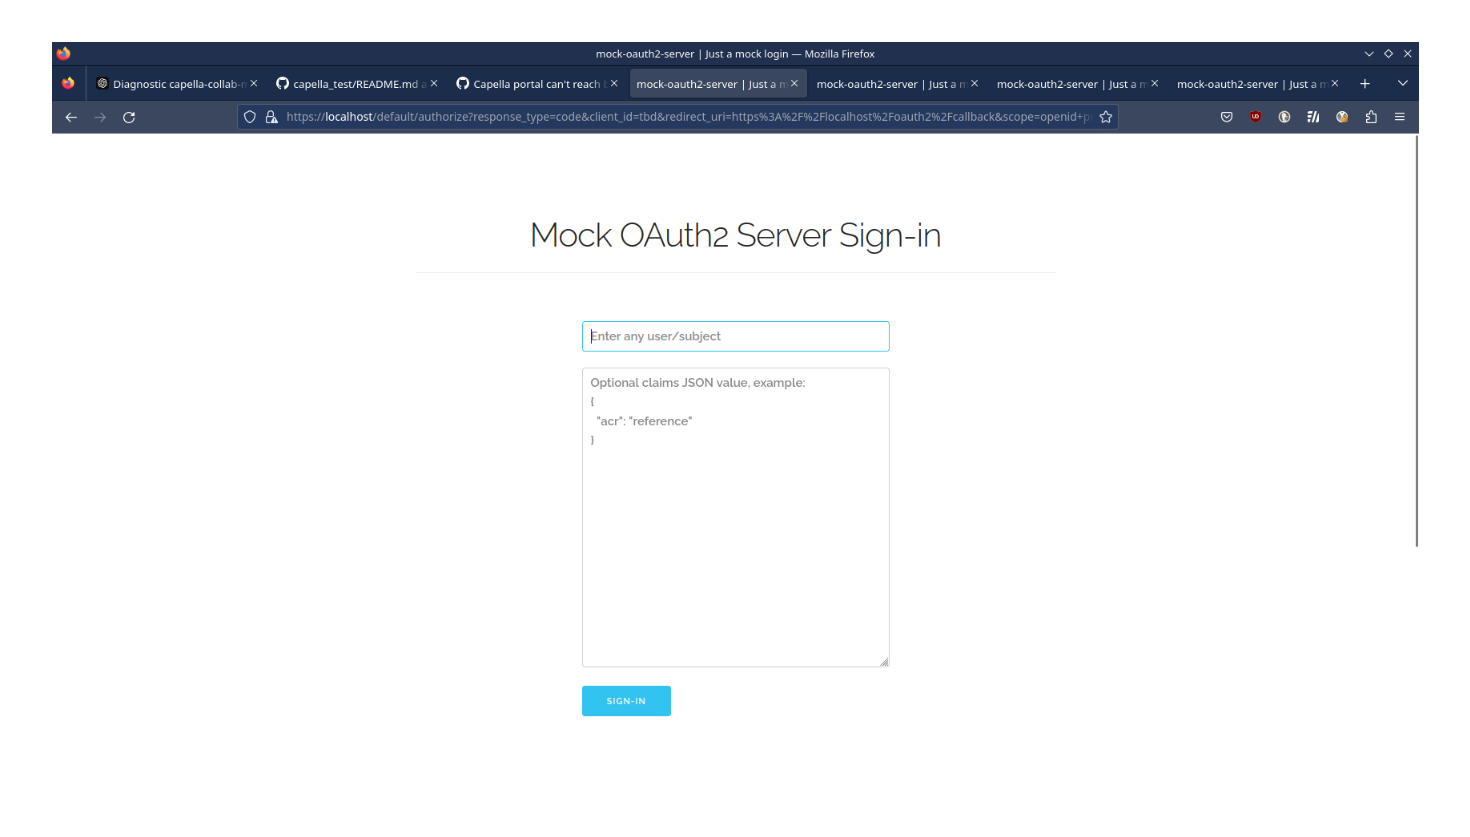 mock-oauth2-server | Just a mock login — Mozilla Firefox
Diagnostic capella-collab- capella_test/README.md Capella portal can't reach mock-oauth2-server | Just a mock-oauth2-server | Just a mock-oauth2-server | Just a mock-oauth2-server | Just a
https://localhost/default/authorize?response_type=code&client_id=tbd&redirect_uri=https%3A%2F%2Flocalhost%2Foauth2%2Fcallback&scope=openid+p
Mock OAuth2 Server Sign-in
Enter any user/subject
Optional claims JSON value, example:
{
"acr": "reference"
}
SIGN-IN